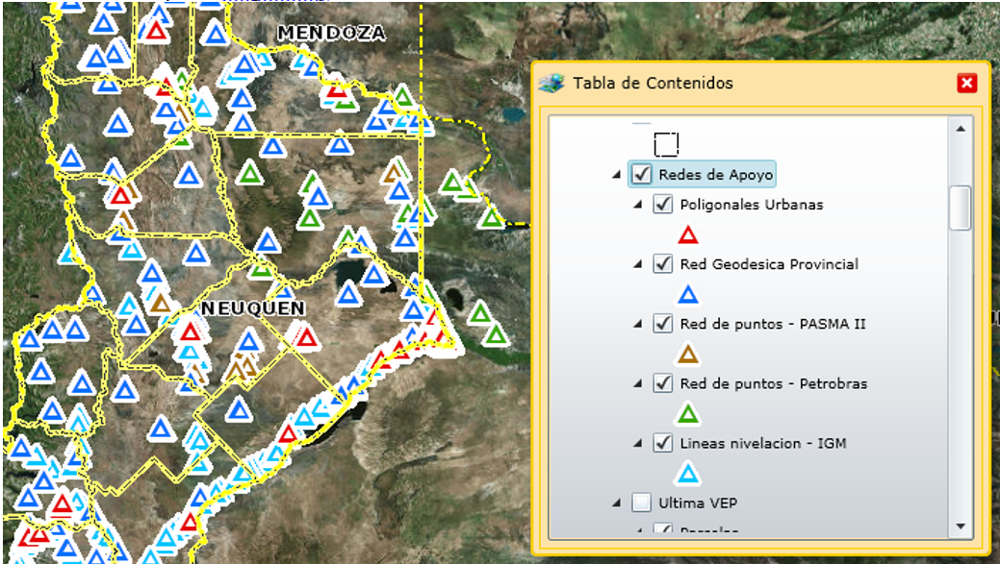 MENDOZA
NEUQUEN
Tabla de Contenidos
Redes de Apoyo
Poligonales Urbanas
Red Geodesica Provincial
Red de puntos - PASMA II
Red de puntos - Petrobras
Lineas nivelacion - IGM
Ultima VEP